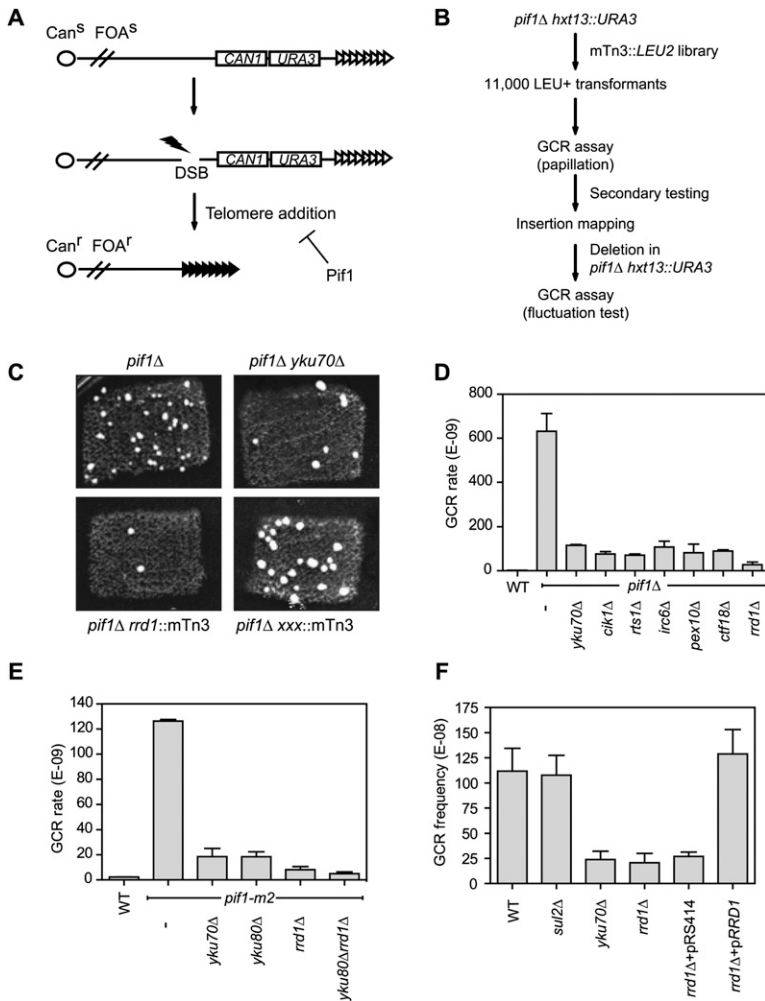 A
Can^S FOA^S
CAN1 URA3
CAN1 URA3
DSB
Telomere addition
Can^r FOA^r
Pif1
B
pif1Δ hxt13::URA3
mTn3::LEU2 library
11,000 LEU+ transformants
GCR assay
(papillation)
Secondary testing
Insertion mapping
Deletion in
pif1Δ hxt13::URA3
GCR assay
(fluctuation test)
C
pif1Δ
pif1Δ yku70Δ
pif1Δ rrd1::mTn3
pif1Δ xxx::mTn3
D
GCR rate (E-09)
800
600
400
200
0
WT
-
yku70Δ
cik1Δ
rts1Δ
irc6Δ
pex10Δ
ctf18Δ
rrd1Δ
pif1Δ
E
GCR rate (E-09)
140
120
100
80
60
40
20
0
WT
-
yku70Δ
yku80Δ
rrd1Δ
yku80Δrrd1Δ
pif1-m2
F
GCR frequency (E-08)
175
150
125
100
75
50
25
0
WT
sul2Δ
yku70Δ
rrd1Δ
rrd1Δ+pRS414
rrd1Δ+pRRD1